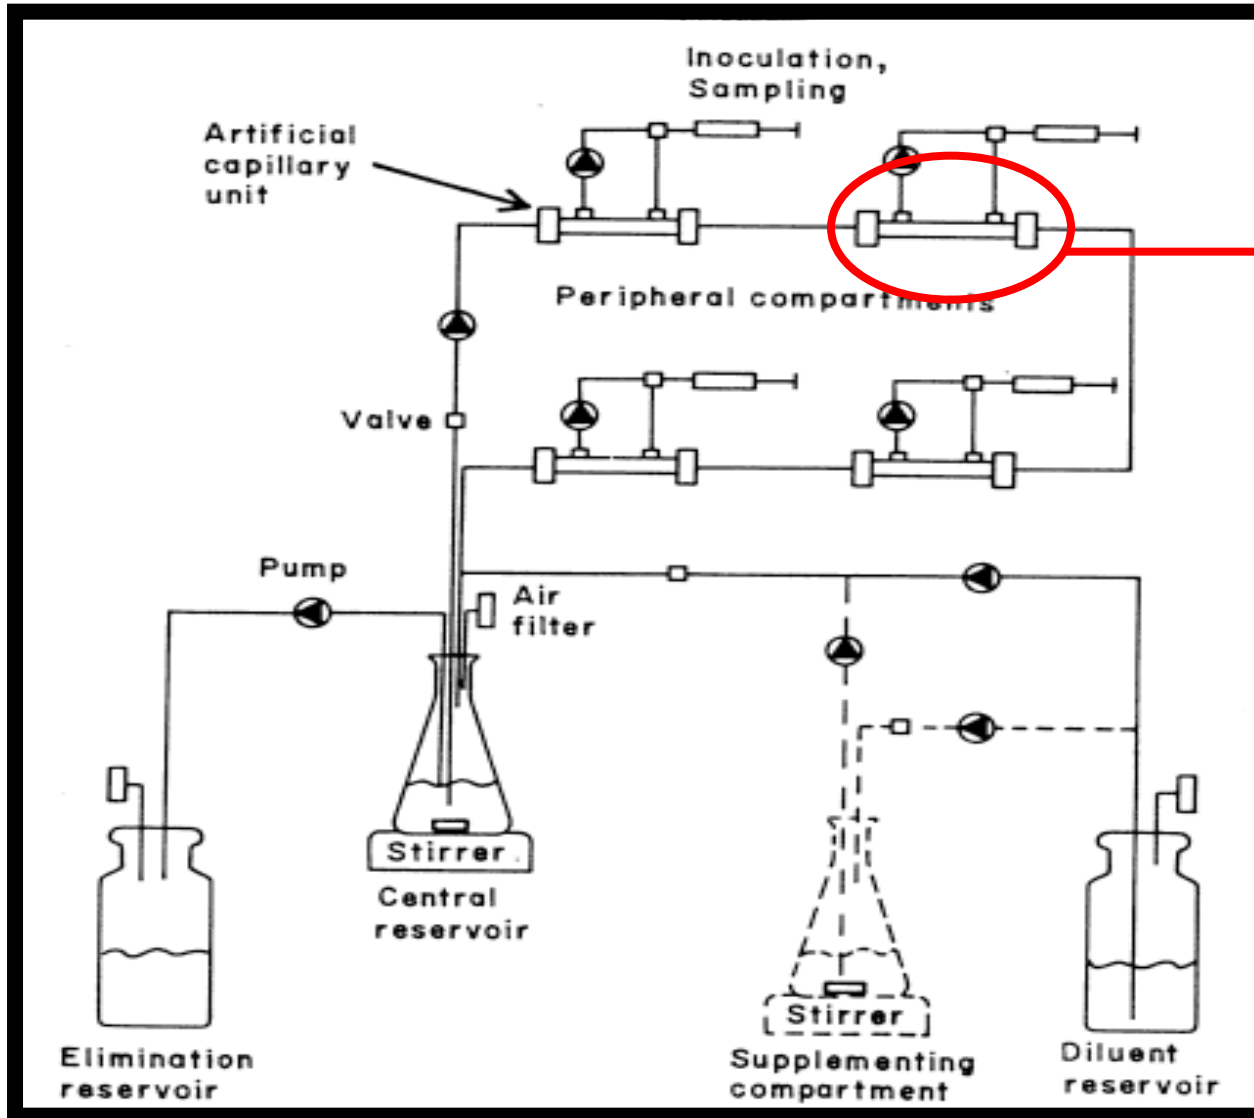 Inoculation,
Sampling
Artificial
capillary
unit
Peripheral compartments
Valve
Pump
Air
filter
Stirrer.
Central
reservoir
Stirrer
Elimination
reservoir
Supplementing
compartment
Diluent
reservoir